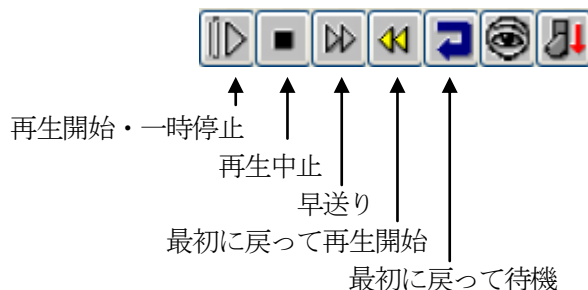 再生開始・一時停止
再生中止
早送り
最初に戻って再生開始
最初に戻って待機